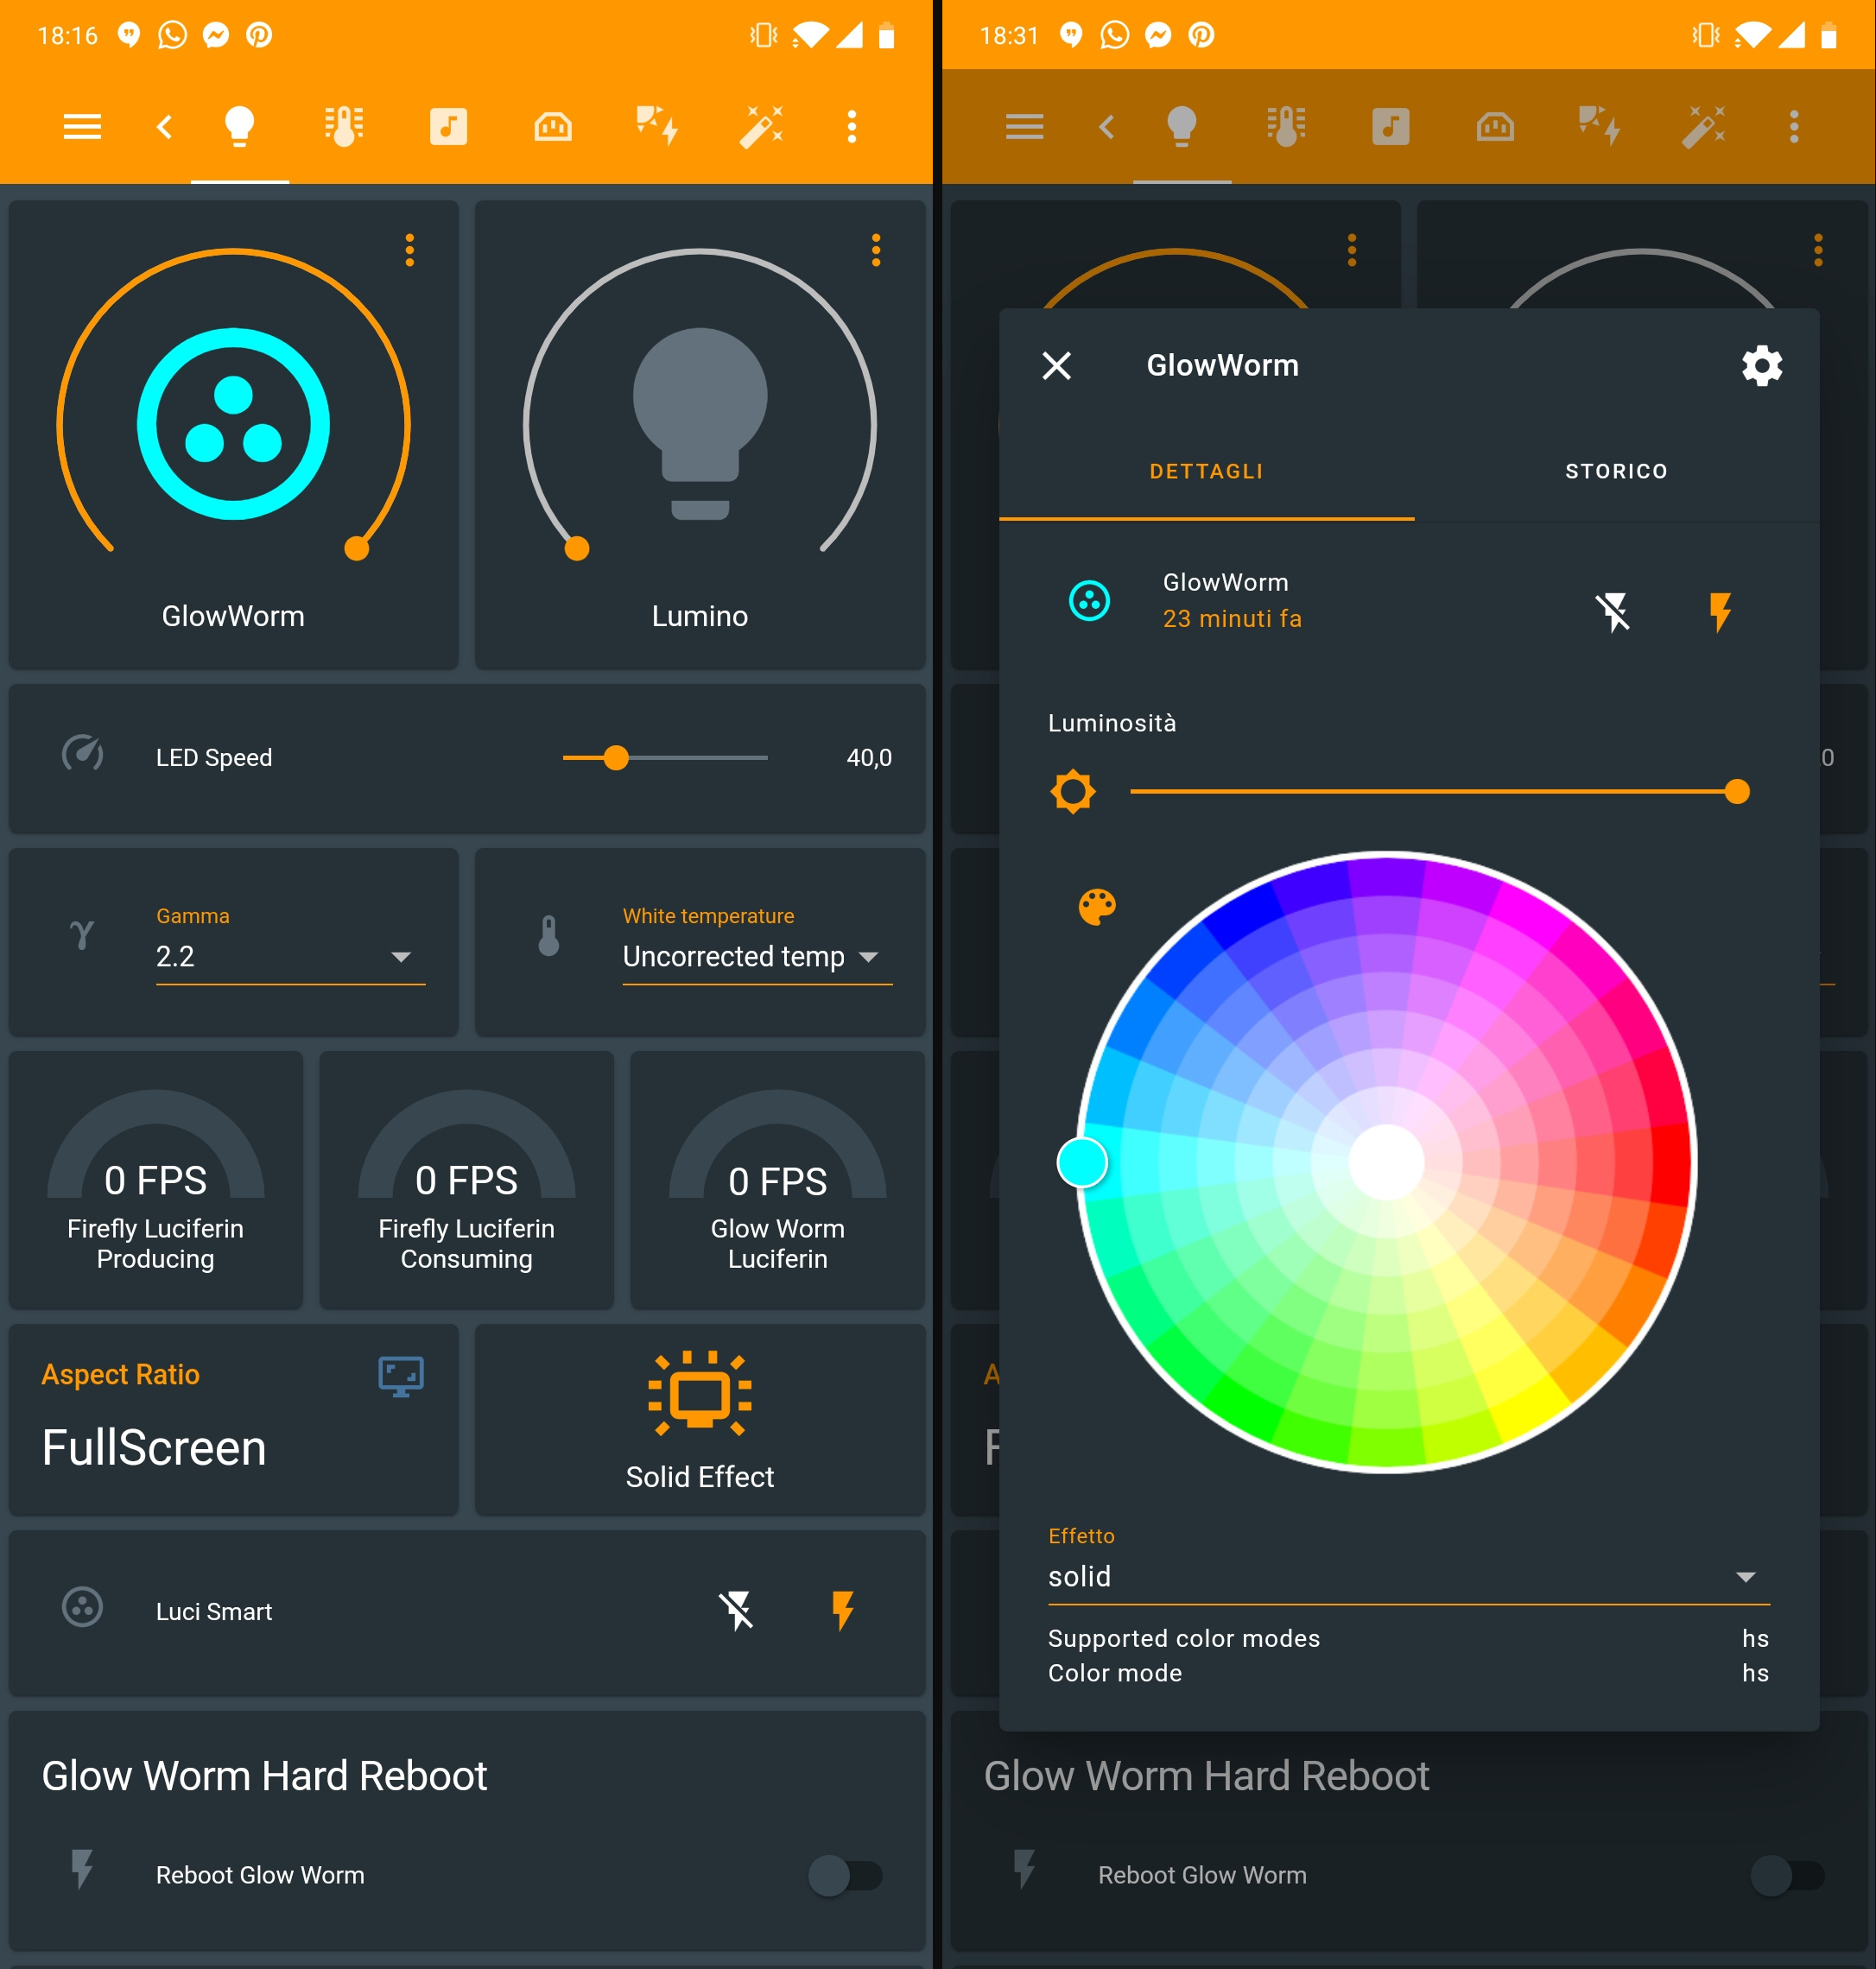 18:16
GlowWorm
Lumino
LED Speed
40,0
Gamma
2.2
White temperature
Uncorrected temp
0 FPS
Firefly Luciferin
Producing
0 FPS
Firefly Luciferin
Consuming
0 FPS
Glow Worm
Luciferin
Aspect Ratio
FullScreen
Solid Effect
Luci Smart
Glow Worm Hard Reboot
Reboot Glow Worm
18:31
GlowWorm
DETTAGLI
STORICO
GlowWorm
23 minuti fa
Luminosità
0
A
F
Effetto
solid
Supported color modes
hs
Color mode
hs
Glow Worm Hard Reboot
Reboot Glow Worm